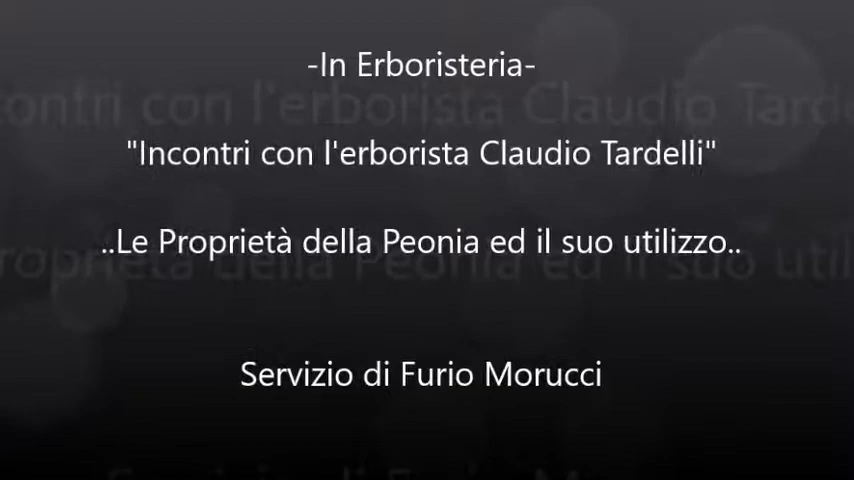 -In Erboristeria-
"Incontri con l'erborista Claudio Tardelli"
..Le Proprietà della Peonia ed il suo utilizzo..
Servizio di Furio Morucci